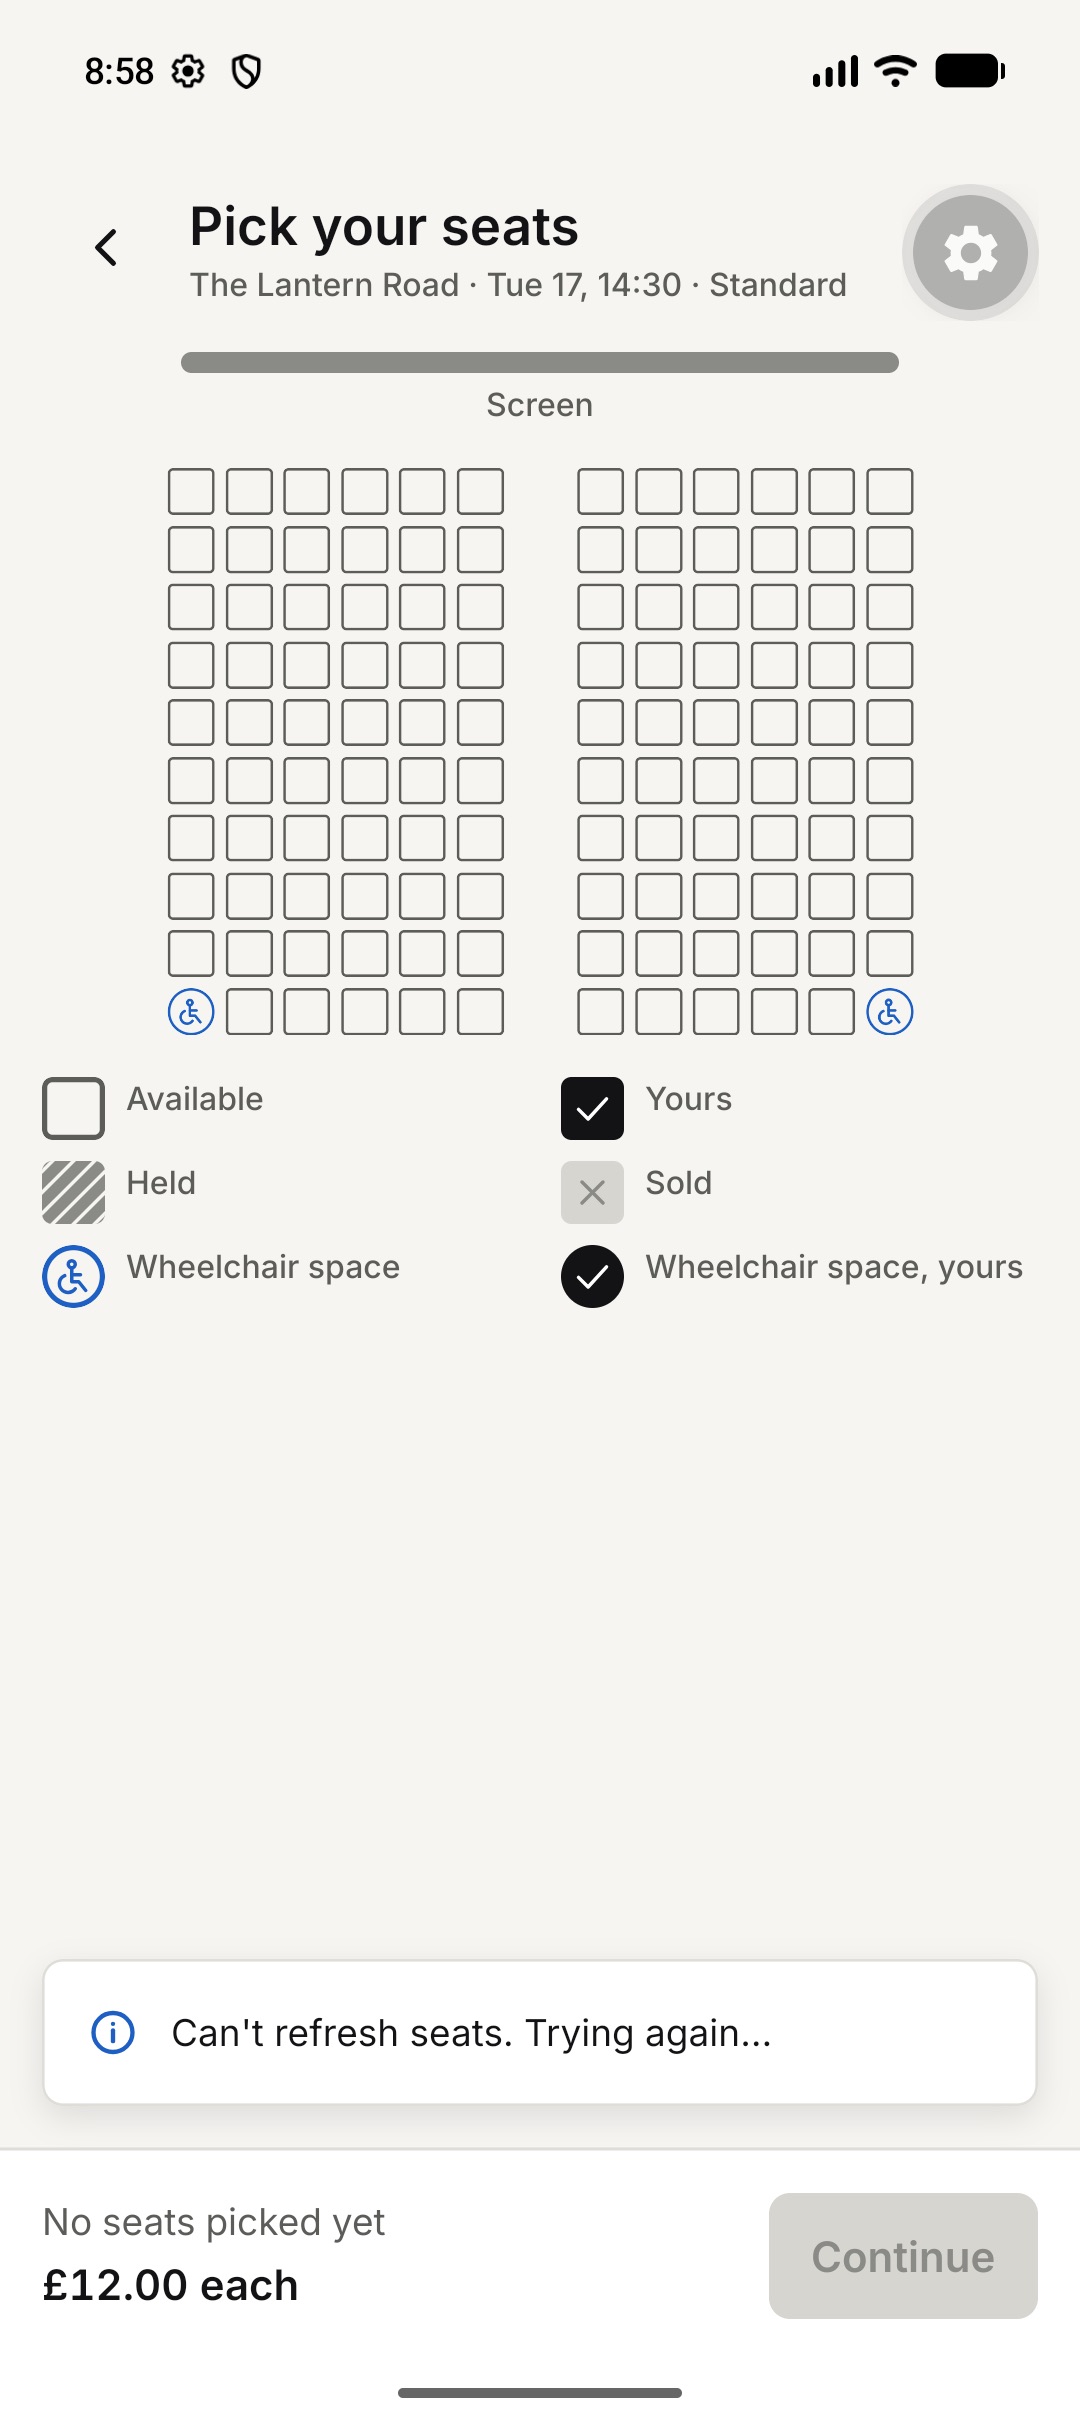 8:58
Pick your seats
The Lantern Road · Tue 17, 14:30 · Standard
Screen
Available
Yours
Held
Sold
Wheelchair space
Wheelchair space, yours
Can't refresh seats. Trying again...
No seats picked yet
£12.00 each
Continue